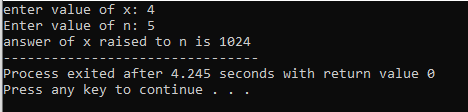 enter value of x: 4
Enter value of n: 5
answer of x raised to n is 1024
--------------------------------
Process exited after 4.245 seconds with return value 0
Press any key to continue . . .